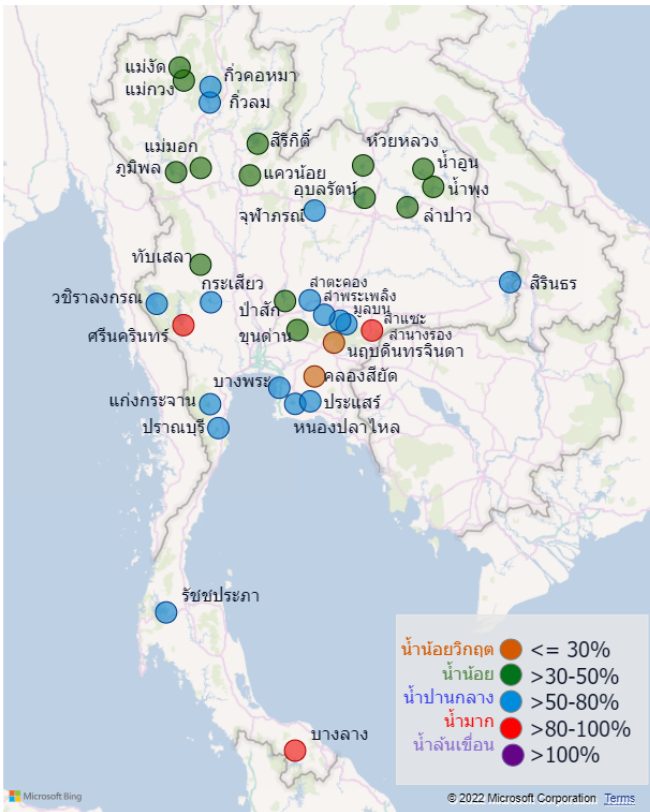 แม่งัด
แม่กวง
กิ่วคอหมา
กิ่วลม
สิริกิติ์
แม่มอก
ภูมิพล
แควน้อย
ห้วยหลวง
น้ำอูน
อุบลรัตน์
น้ำพุง
จุฬาภรณ์
ลำปาว
ทับเสลา
กระเสียว
วชิราลงกรณ
ลำตะคอง
ลำพระเพลิง
สิรินธร
ป่าสัก
มูลบน
ลำแชะ
ศรีนครินทร์
ขุนด่าน
ลำนางรอง
นฤบดินทรจินดา
คลองสียัด
บางพระ
แก่งกระจาน
ประแสร์
ปราณบุรี
หนองปลาไหล
รัชชประภา
บางลาง
น้ำน้อยวิกฤต <= 30%
น้ำน้อย >30-50%
น้ำปานกลาง >50-80%
น้ำมาก >80-100%
น้ำล้นเขื่อน >100%
Microsoft Bing
© 2022 Microsoft Corporation Terms